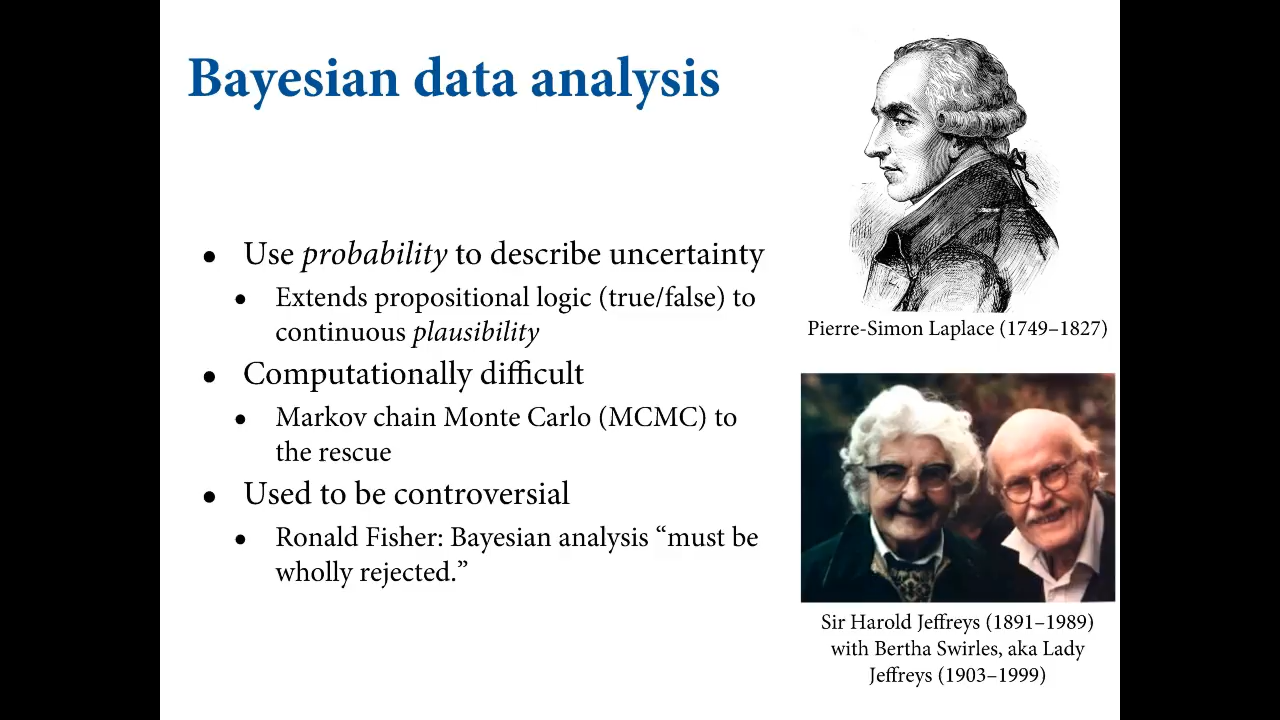 Bayesian data analysis
• Use probability to describe uncertainty
• Extends propositional logic (true/false) to
continuous plausibility
• Computationally difficult
• Markov chain Monte Carlo (MCMC) to
the rescue
• Used to be controversial
• Ronald Fisher: Bayesian analysis “must be
wholly rejected.”
Pierre-Simon Laplace (1749–1827)
Sir Harold Jeffreys (1891–1989)
with Bertha Swirles, aka Lady
Jeffreys (1903–1999)